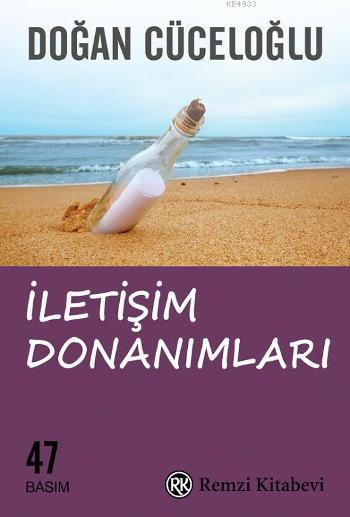 KB4933
DOĞAN CÜCELOĞLU
İLETİŞİM
DONANIMLARI
47
BASIM
RK Remzi Kitabevi